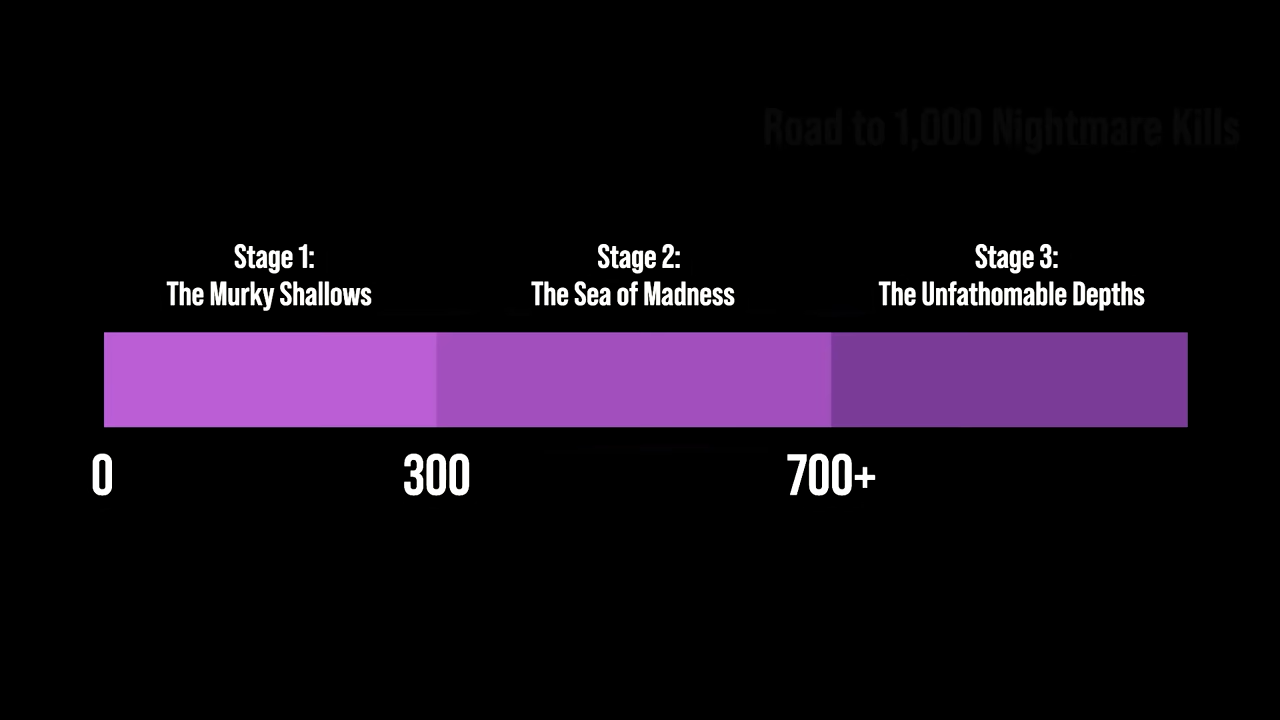 Road to 1,000 Nightmare Kills
Stage 1:
The Murky Shallows
Stage 2:
The Sea of Madness
Stage 3:
The Unfathomable Depths
0
300
700+